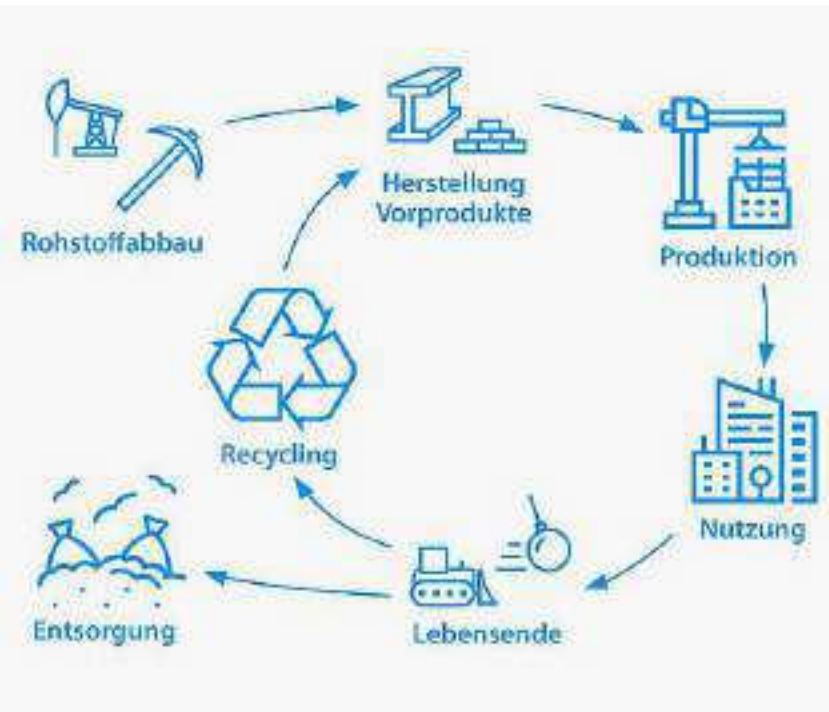 Rohstoffabbau
Herstellung
Vorprodukte
Produktion
Recycling
Nutzung
Entsorgung
Lebensende